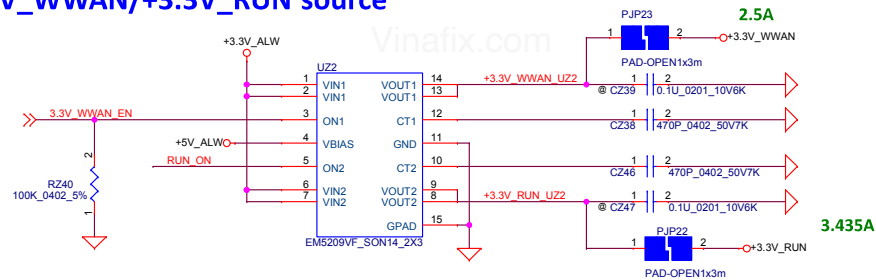 V_WWAN/+3.3V_RUN source
Vinafix.com
PJP23
2.5A
1 2
+3.3V_WWAN
PAD-OPEN1x3m
+3.3V_ALW
UZ2
1 VIN1 VOUT1 14
2 VIN1 VOUT1 13
+3.3V_WWAN_UZ2
1 2
@ CZ39 0.1U_0201_10V6K
3.3V_WWAN_EN
3 ON1 CT1 12
1 2
CZ38 470P_0402_50V7K
+5V_ALW
4 VBIAS GND 11
RUN_ON
5 ON2 CT2 10
1 2
CZ46 470P_0402_50V7K
2
RZ40
100K_0402_5%
1
6 VIN2 VOUT2 9
7 VIN2 VOUT2 8
+3.3V_RUN_UZ2
1 2
@ CZ47 0.1U_0201_10V6K
GPAD 15
EM5209VF_SON14_2X3
3.435A
PJP22
1 2
+3.3V_RUN
PAD-OPEN1x3m